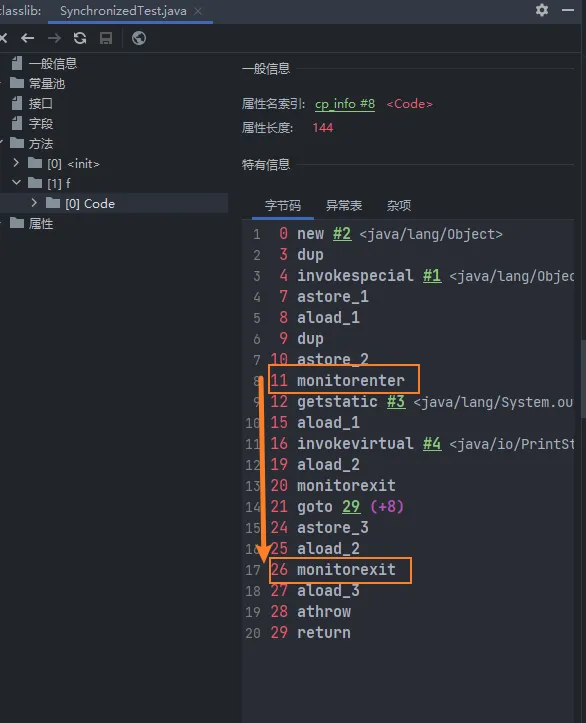 classlib:
SynchronizedTest.java
一般信息
常量池
接口
字段
方法
[0] <init>
[1] f
[0] Code
属性
一般信息
属性名索引: cp_info #8 <Code>
属性长度: 144
特有信息
字节码 异常表 杂项
1 0 new #2 <java/lang/Object>
2 3 dup
3 4 invokespecial #1 <java/lang/Objec
4 7 astore_1
5 8 aload_1
6 9 dup
7 10 astore_2
8 11 monitorenter
9 12 getstatic #3 <java/lang/System.ou
10 15 aload_1
11 16 invokevirtual #4 <java/io/PrintSt
12 19 aload_2
13 20 monitorexit
14 21 goto 29 (+8)
15 24 astore_3
16 25 aload_2
17 26 monitorexit
18 27 aload_3
19 28 athrow
20 29 return